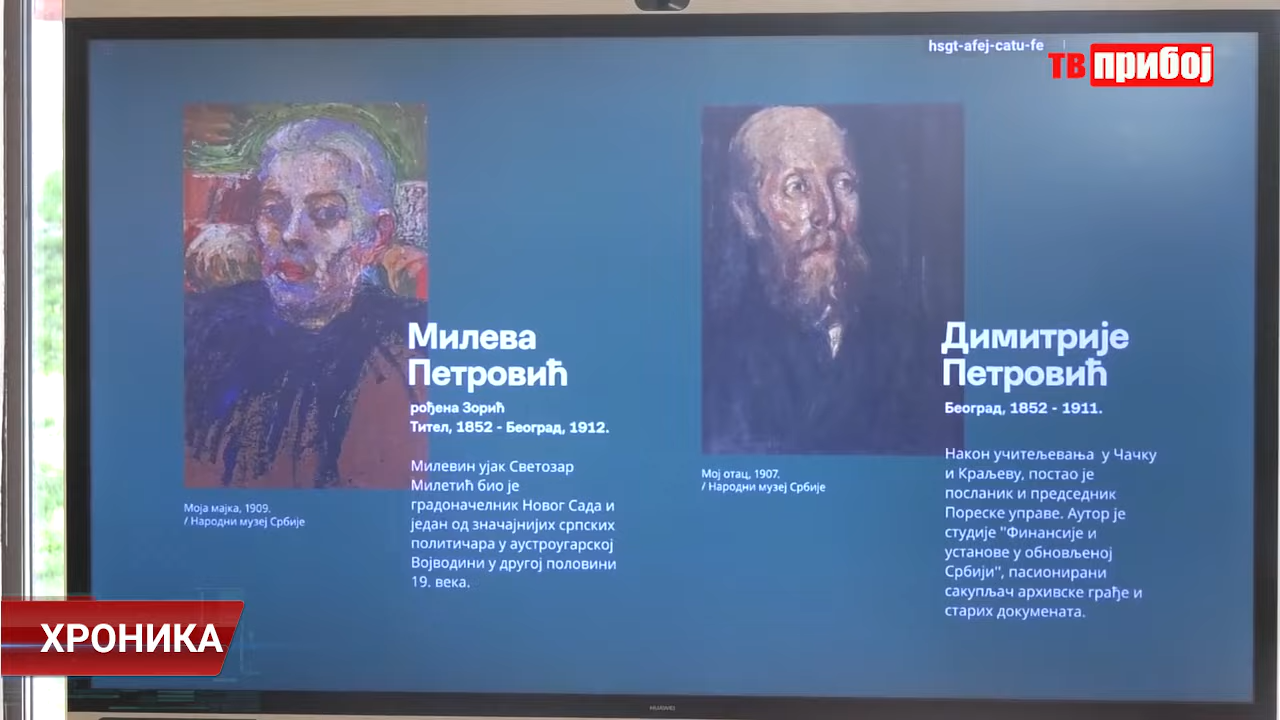 hsgt-afej-catu-fe
ТВ прибој
Милева
Петровић
рођена Зорић
Тител, 1852 - Београд, 1912.
Милевин ујак Светозар
Милетић био је
градоначелник Новог Сада и
један од значајнијих српских
политичара у аустроугарској
Војводини у другој половини
19. века.
Моја мајка, 1909.
/ Народни музеј Србије
Димитрије
Петровић
Београд, 1852 - 1911.
Након учитељевања у Чачку
и Краљеву, постао је
посланик и председник
Пореске управе. Аутор је
студије "Финансије и
установе у обновљеној
Србији", пасионирани
сакупљач архивске грађе и
старих докумената.
Мој отац, 1907.
/ Народни музеј Србије
ХРОНИКА
HUAWEI